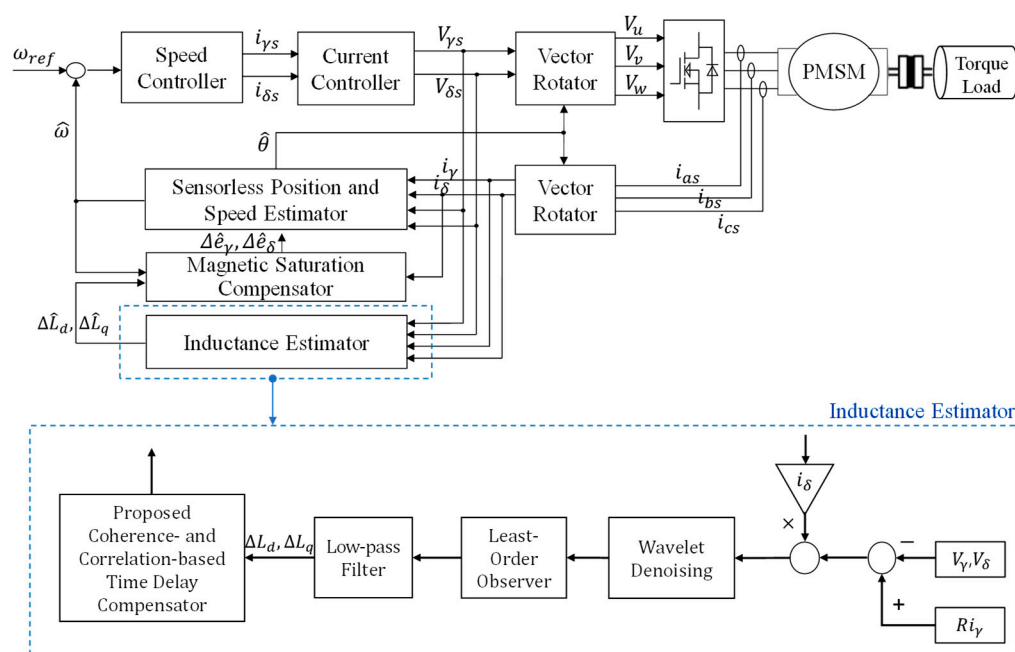 ω_ref
Speed
Controller
i_γs
i_δs
Current
Controller
V_γs
V_δs
Vector
Rotator
V_u
V_v
V_w
PMSM
Torque
Load
ω̂
θ̂
Sensorless Position and
Speed Estimator
i_γ
i_δ
Vector
Rotator
i_as
i_bs
i_cs
Δê_γ, Δê_δ
Magnetic Saturation
Compensator
ΔL̂_d, ΔL̂_q
Inductance Estimator
Inductance Estimator
Proposed
Coherence- and
Correlation-based
Time Delay
Compensator
ΔL_d, ΔL_q
Low-pass
Filter
Least-
Order
Observer
Wavelet
Denoising
i_δ
×
−
+
V_γ,V_δ
Ri_γ